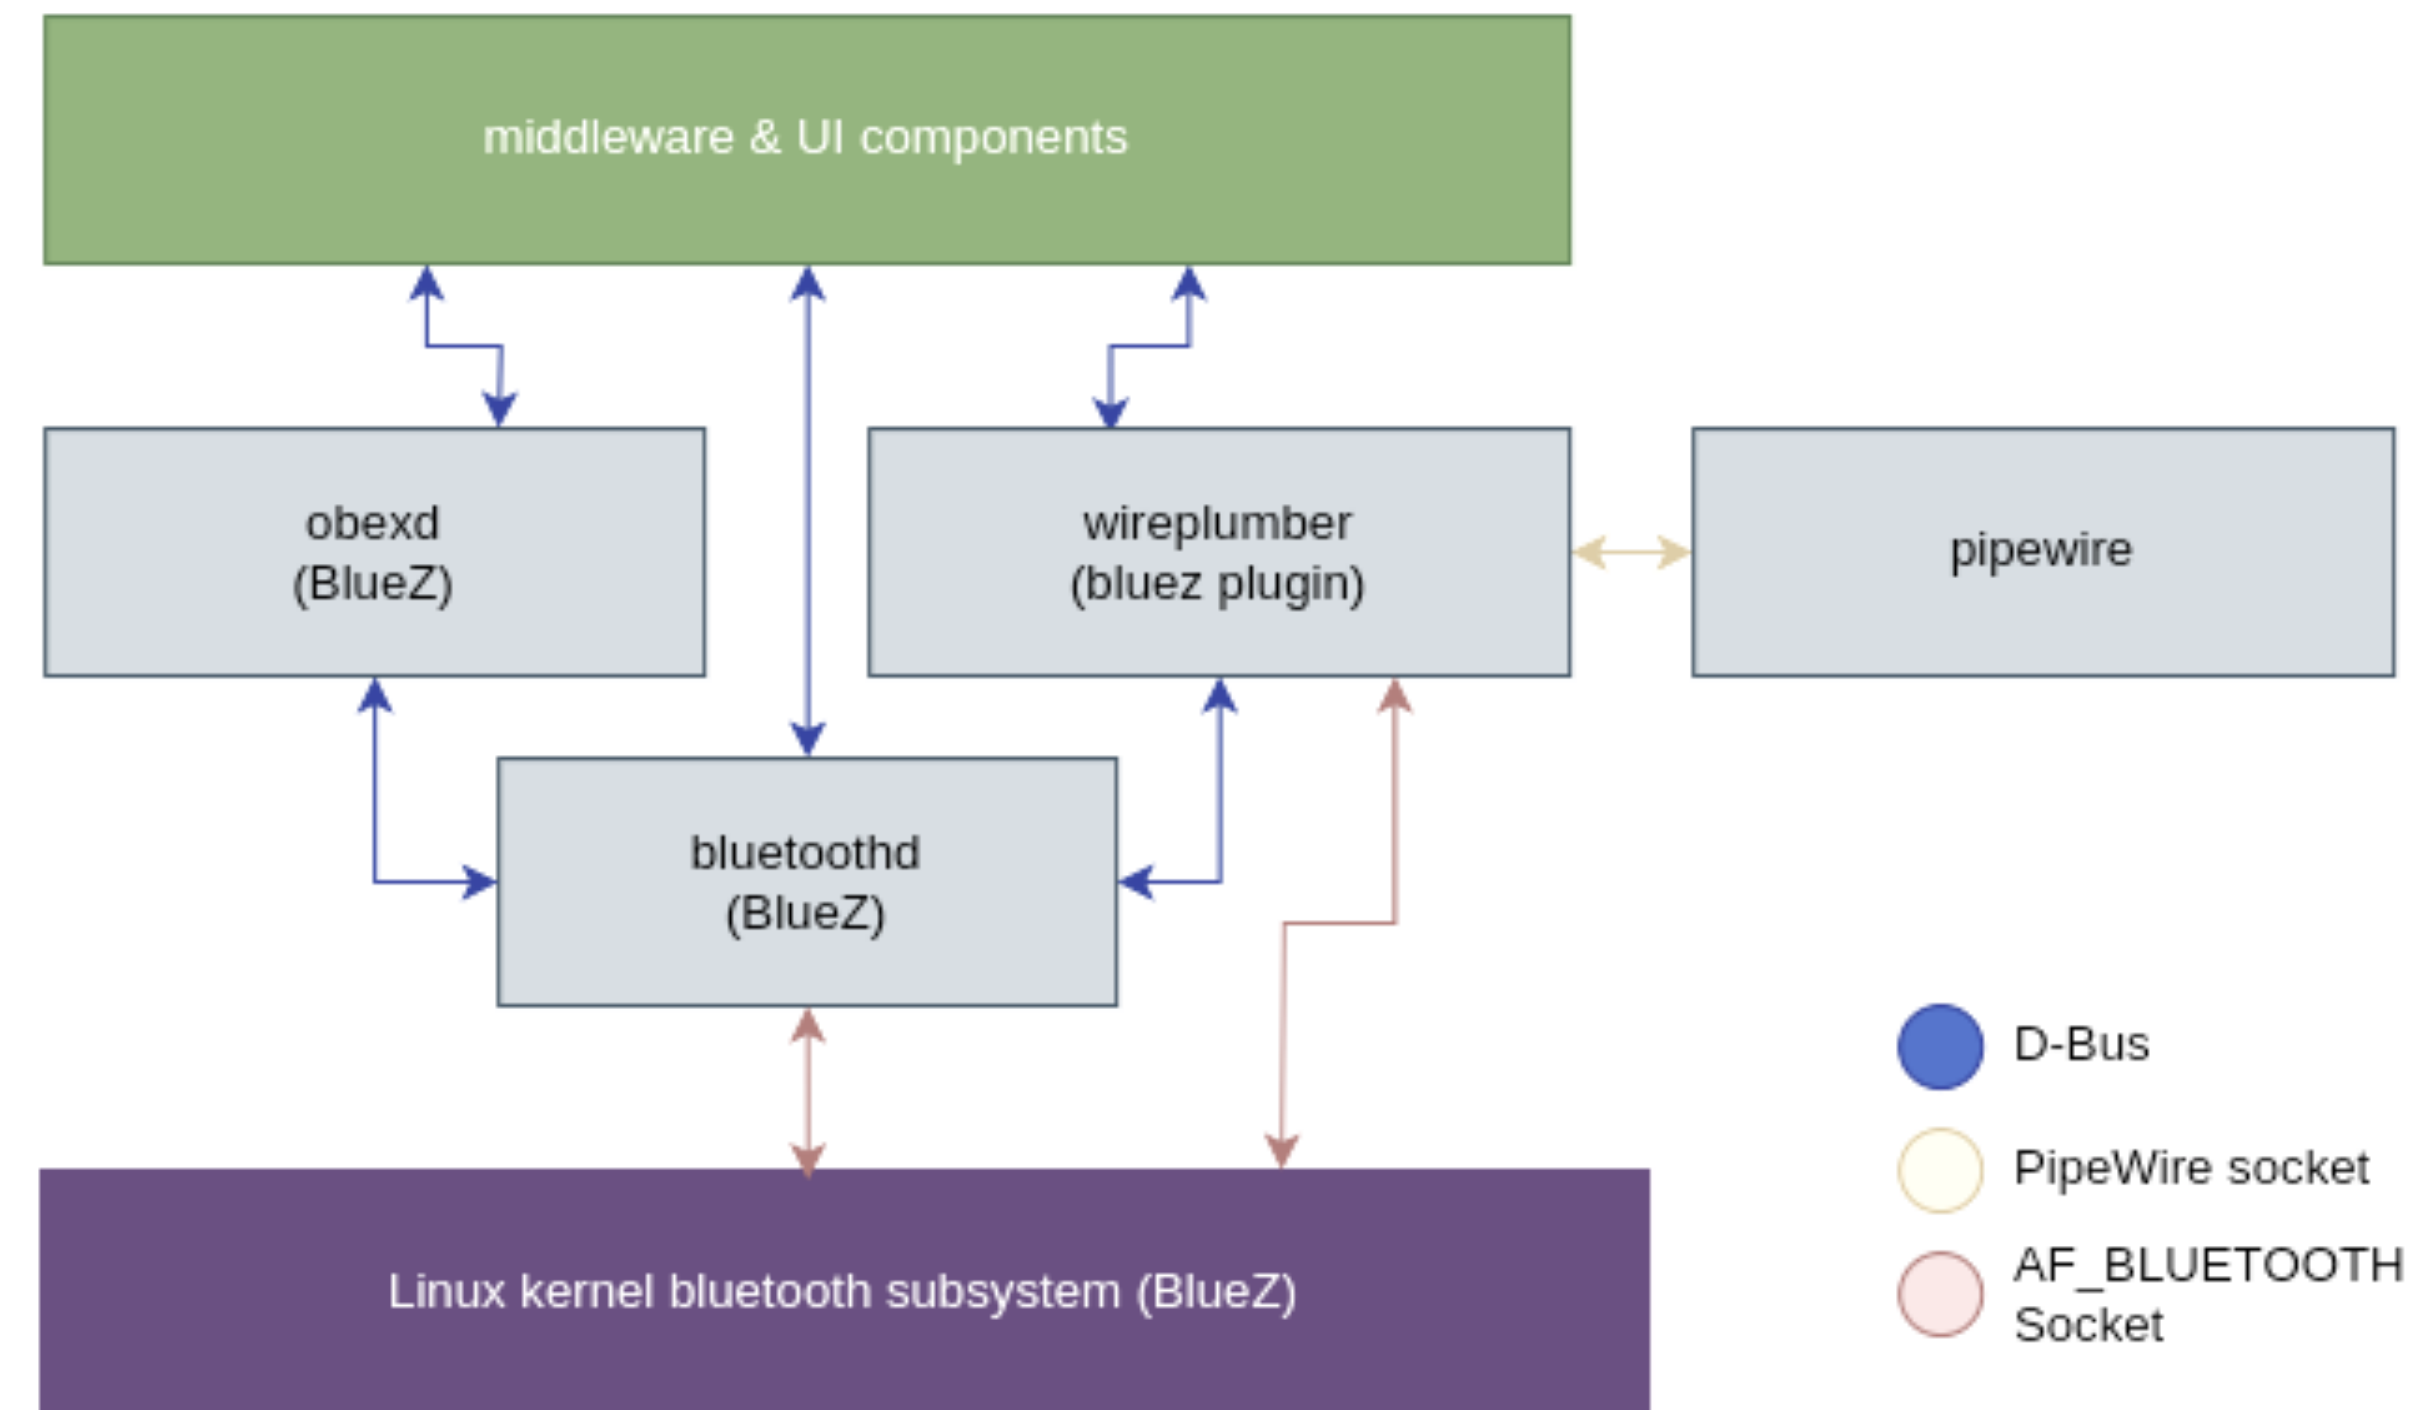 middleware & UI components
obexd
(BlueZ)
wireplumber
(bluez plugin)
pipewire
bluetoothd
(BlueZ)
D-Bus
PipeWire socket
AF_BLUETOOTH
Socket
Linux kernel bluetooth subsystem (BlueZ)